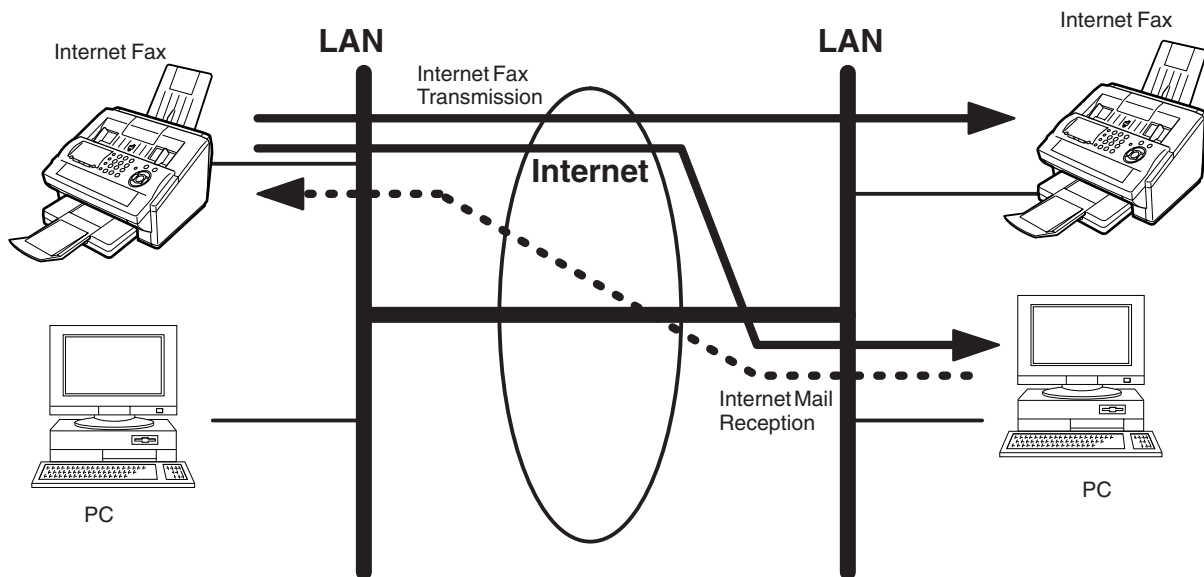 Internet Fax
LAN
LAN
Internet Fax
Internet Fax
Transmission
Internet
Internet Mail
Reception
PC
PC